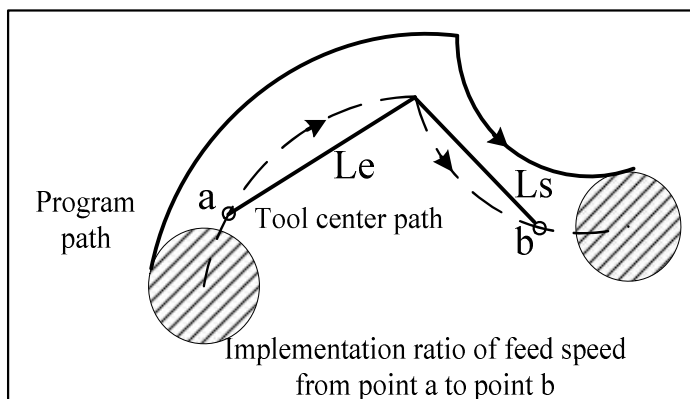 a
Le
Ls
Program
path
Tool center path
b
Implementation ratio of feed speed
from point a to point b